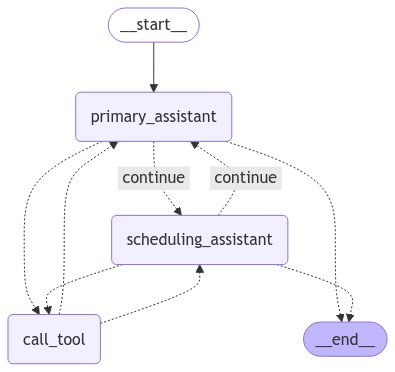 __start__
primary_assistant
continue
continue
scheduling_assistant
call_tool
__end__